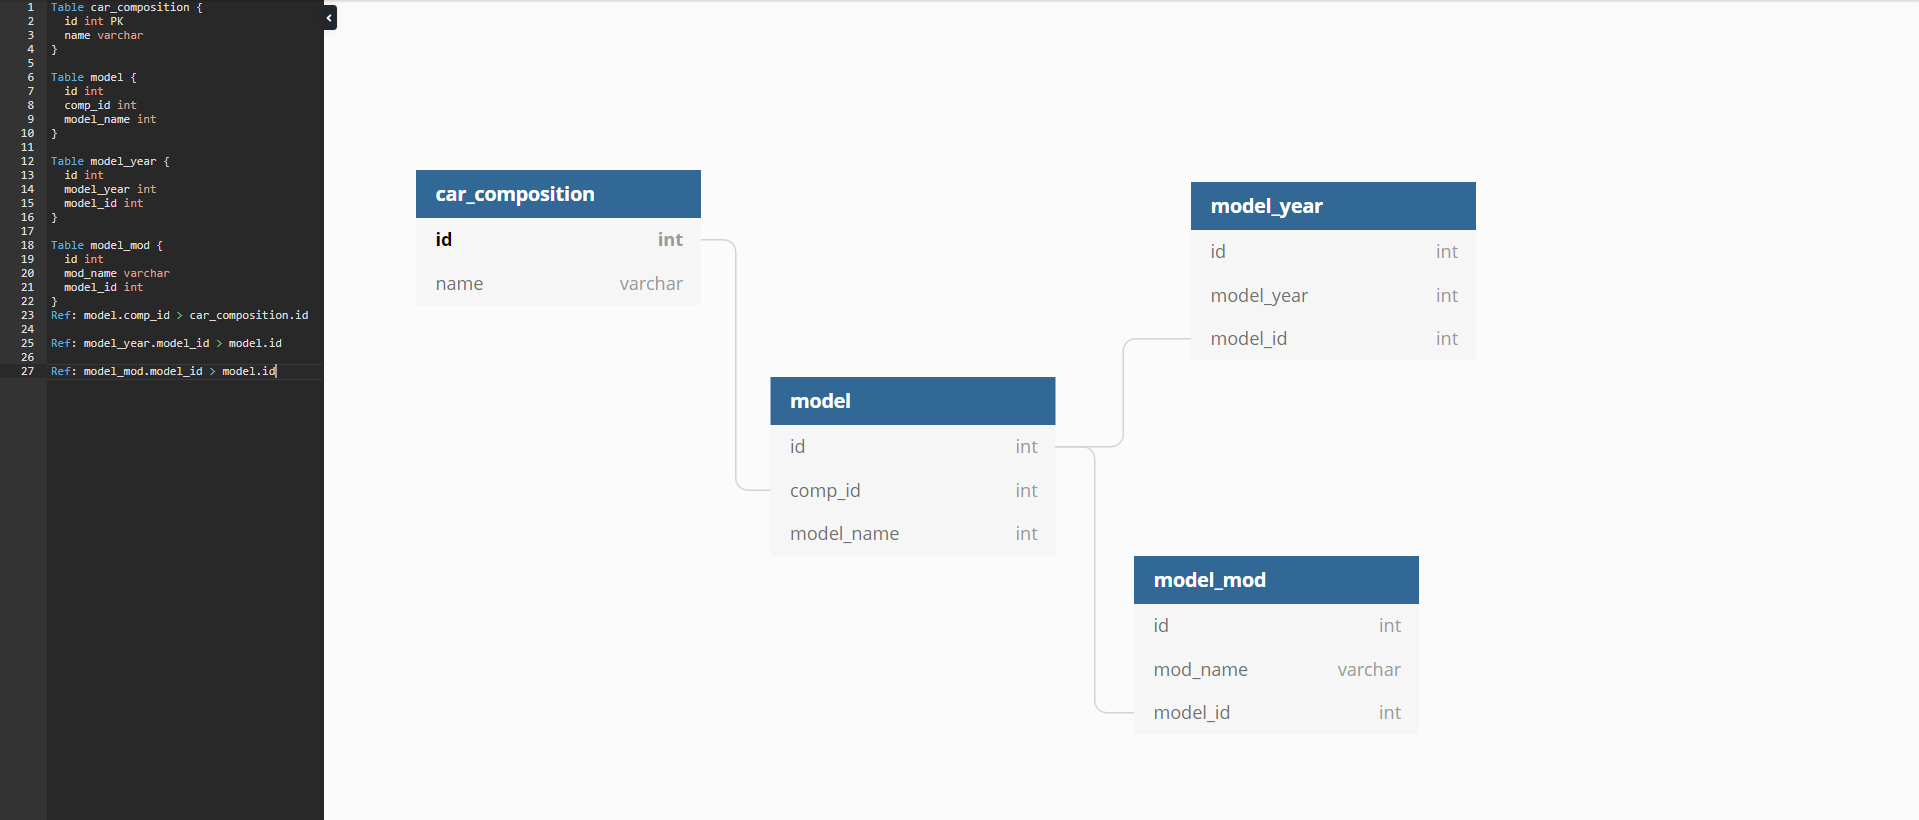 1 Table car_composition {
2 id int PK
3 name varchar
4 }
5
6 Table model {
7 id int
8 comp_id int
9 model_name int
10 }
11
12 Table model_year {
13 id int
14 model_year int
15 model_id int
16 }
17
18 Table model_mod {
19 id int
20 mod_name varchar
21 model_id int
22 }
23 Ref: model.comp_id > car_composition.id
24
25 Ref: model_year.model_id > model.id
26
27 Ref: model_mod.model_id > model.id
car_composition
id int
name varchar
model
id int
comp_id int
model_name int
model_year
id int
model_year int
model_id int
model_mod
id int
mod_name varchar
model_id int